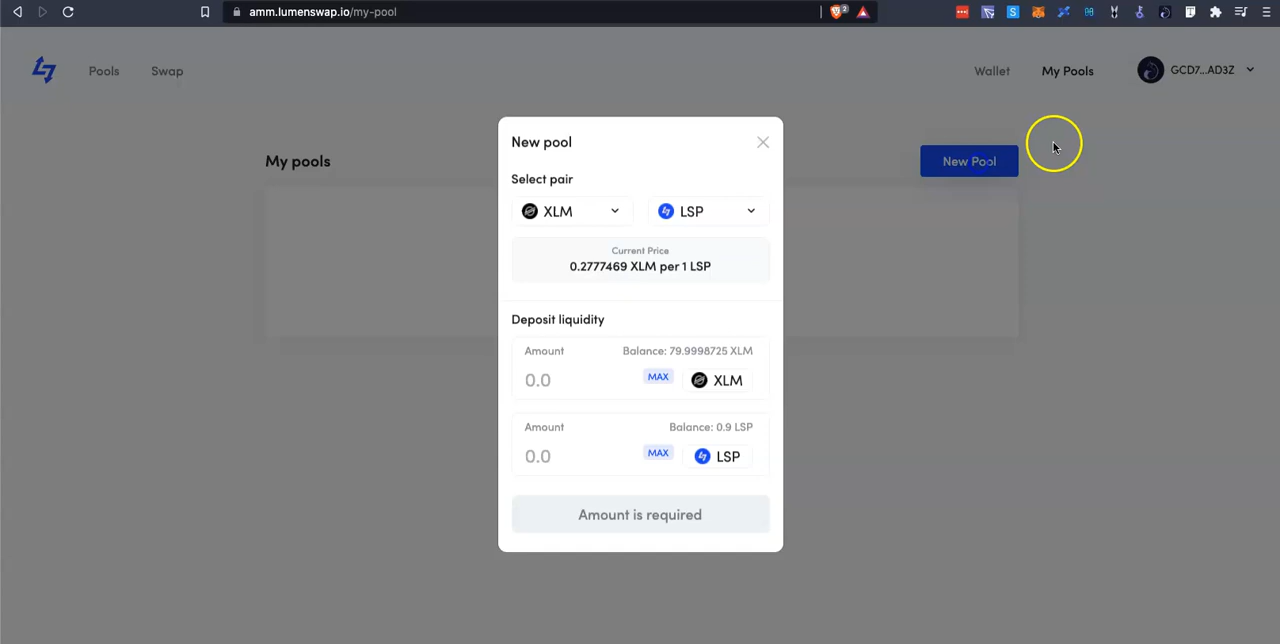 amm.lumenswap.io/my-pool
2
S
Pools
Swap
Wallet
My Pools
GCD7...AD3Z
My pools
New Pool
New pool
Select pair
XLM
LSP
Current Price
0.2777469 XLM per 1 LSP
Deposit liquidity
Amount
Balance: 79.9998725 XLM
0.0
MAX
XLM
Amount
Balance: 0.9 LSP
0.0
MAX
LSP
Amount is required